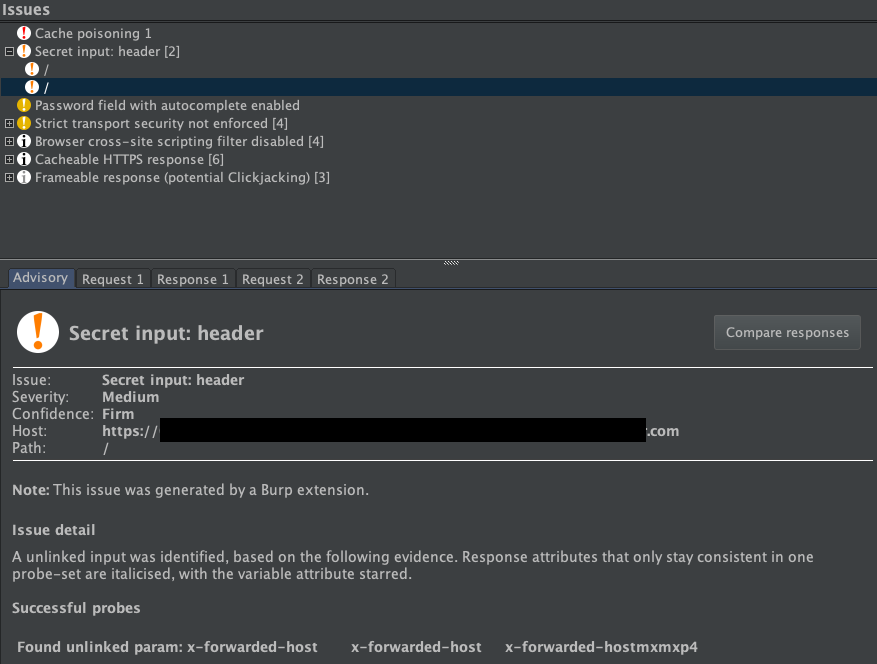 Issues
Cache poisoning 1
Secret input: header [2]
/
/
Password field with autocomplete enabled
Strict transport security not enforced [4]
Browser cross-site scripting filter disabled [4]
Cacheable HTTPS response [6]
Frameable response (potential Clickjacking) [3]
Advisory Request 1 Response 1 Request 2 Response 2
Secret input: header Compare responses
Issue: Secret input: header
Severity: Medium
Confidence: Firm
Host: https:// .com
Path: /
Note: This issue was generated by a Burp extension.
Issue detail
A unlinked input was identified, based on the following evidence. Response attributes that only stay consistent in one
probe-set are italicised, with the variable attribute starred.
Successful probes
Found unlinked param: x-forwarded-host x-forwarded-host x-forwarded-hostmxmxp4